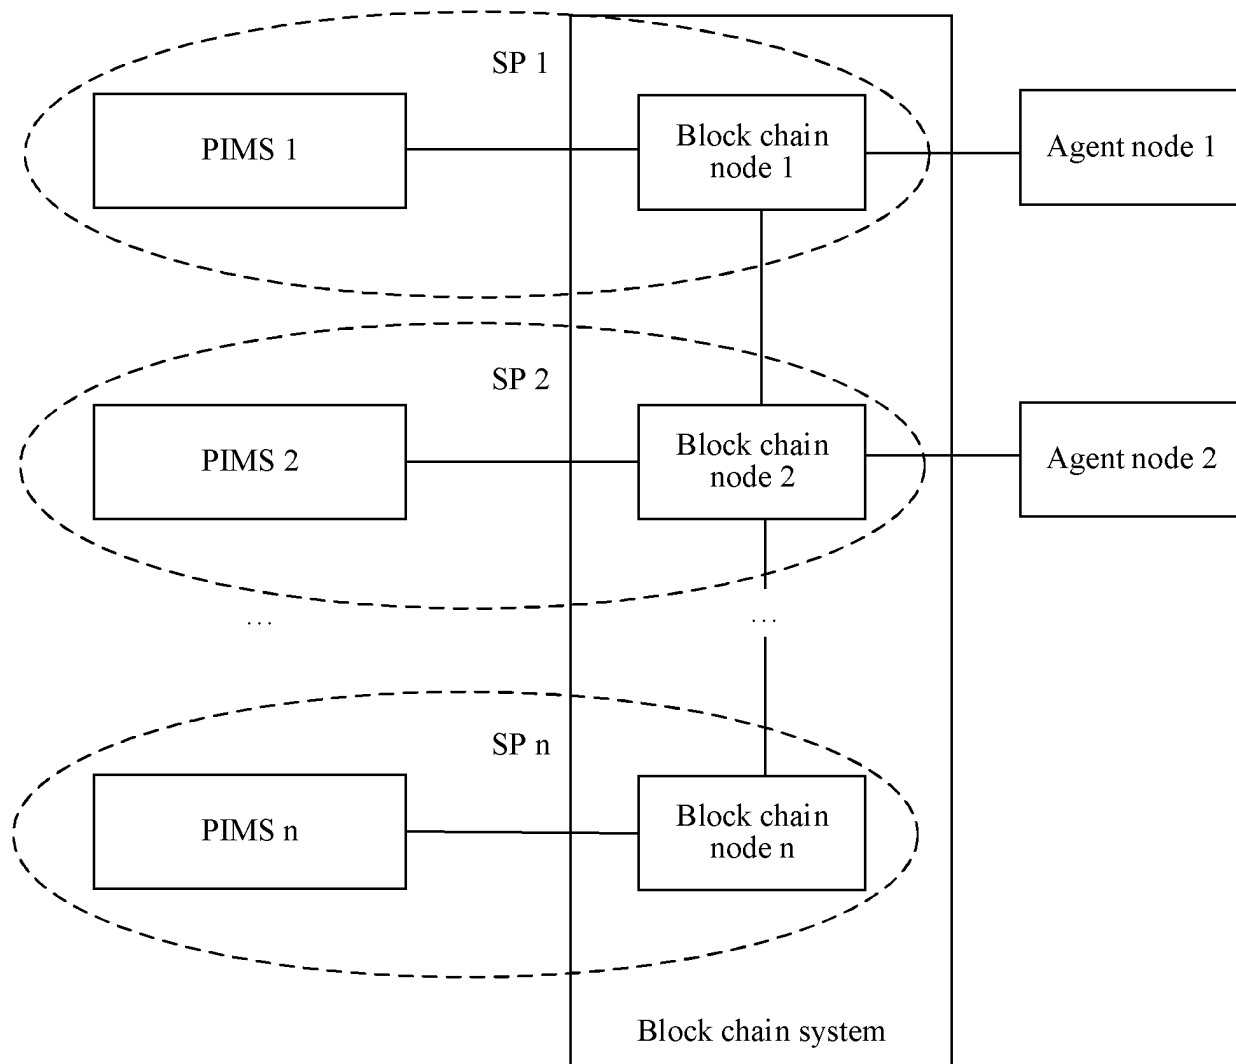 SP 1
PIMS 1
Block chain
node 1
Agent node 1
SP 2
PIMS 2
Block chain
node 2
Agent node 2
...
...
SP n
PIMS n
Block chain
node n
Block chain system